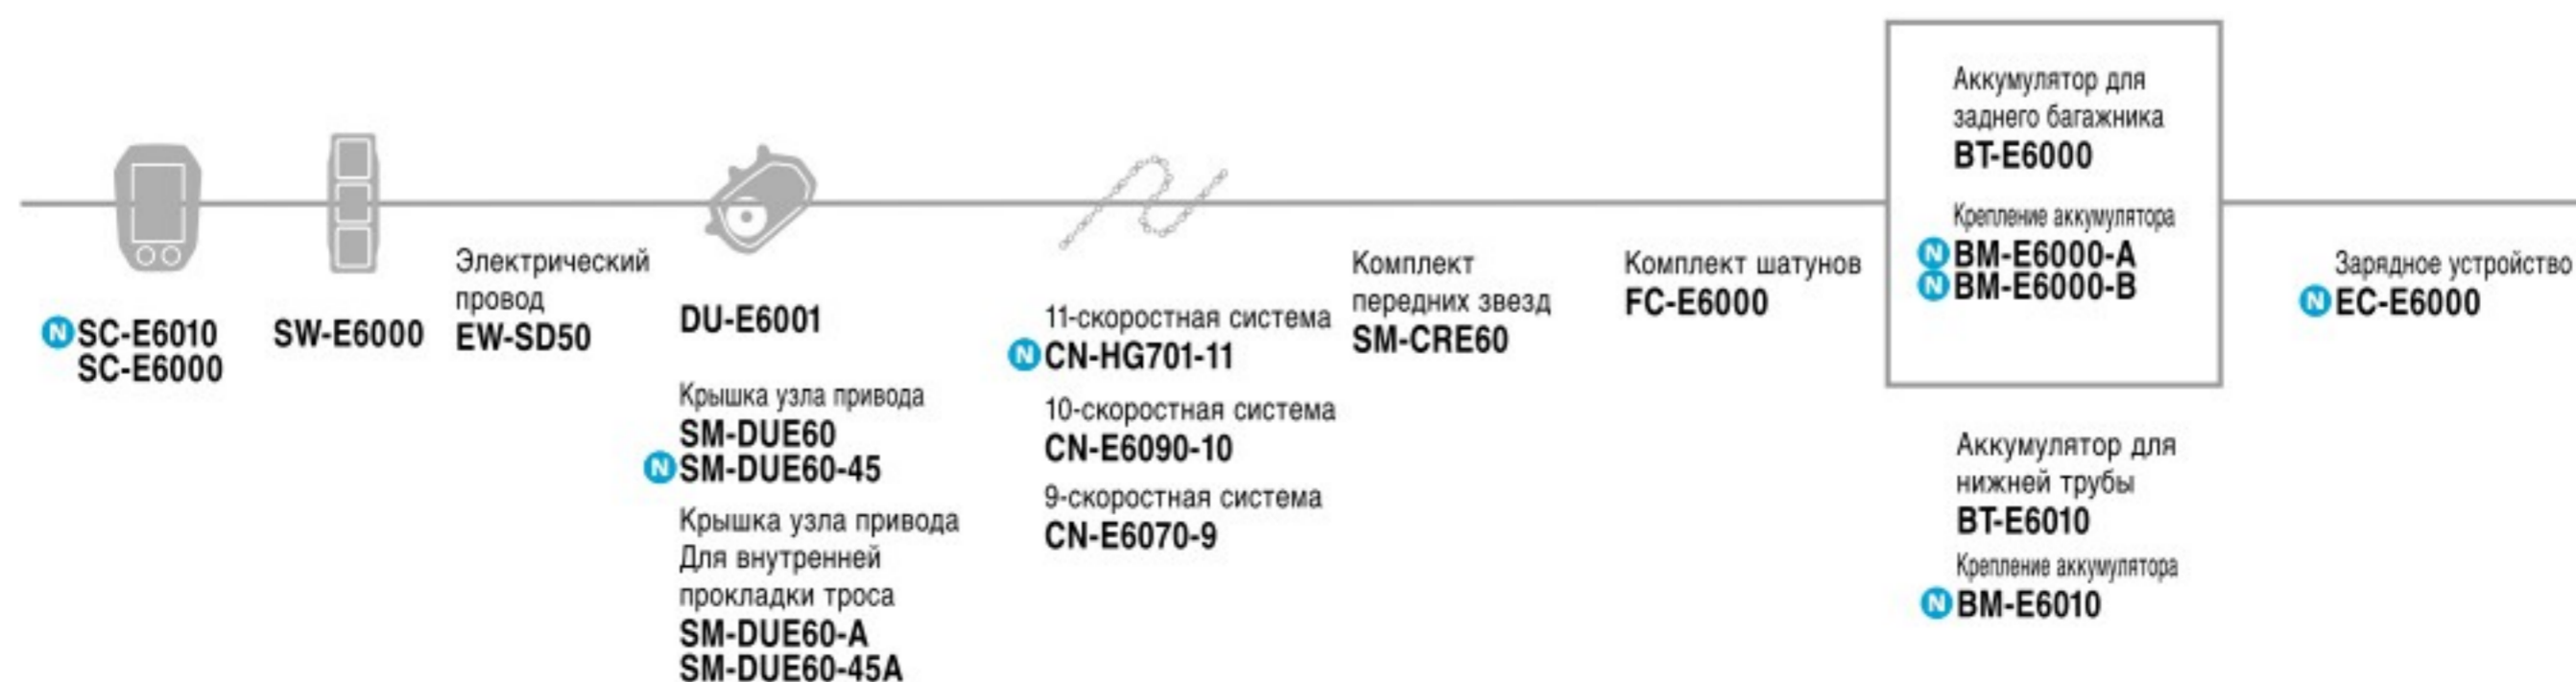 N SC-E6010
SC-E6000
SW-E6000
Электрический
провод
EW-SD50
DU-E6001
Крышка узла привода
SM-DUE60
N SM-DUE60-45
Крышка узла привода
Для внутренней
прокладки троса
SM-DUE60-A
SM-DUE60-45A
11-скоростная система
N CN-HG701-11
10-скоростная система
CN-E6090-10
9-скоростная система
CN-E6070-9
Комплект
передних звезд
SM-CRE60
Комплект шатунов
FC-E6000
Аккумулятор для
заднего багажника
BT-E6000
Крепление аккумулятора
N BM-E6000-A
N BM-E6000-B
Аккумулятор для
нижней трубы
BT-E6010
Крепление аккумулятора
N BM-E6010
Зарядное устройство
N EC-E6000